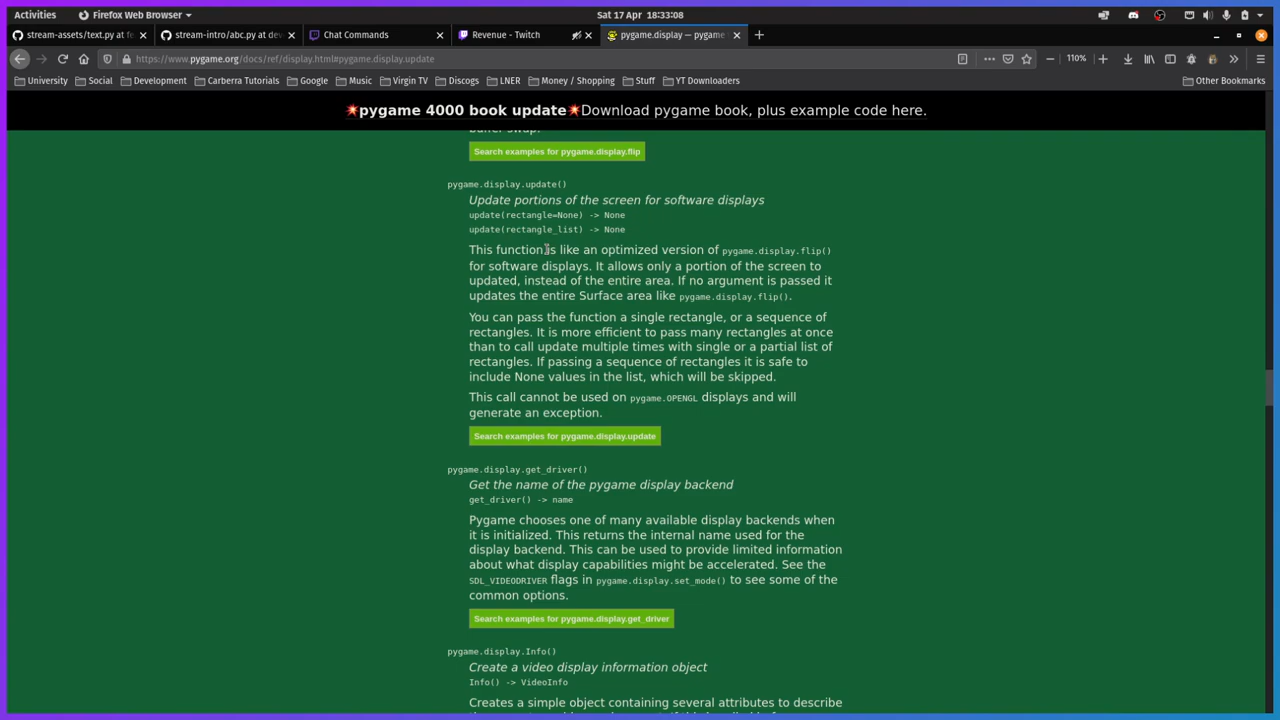 Activities
Firefox Web Browser
Sat 17 Apr 18:33:08
stream-assets/text.py at fe
stream-intro/abc.py at dev
Chat Commands
Revenue - Twitch
pygame.display — pygame
https://www.pygame.org/docs/ref/display.html#pygame.display.update
110%
University
Social
Development
Carberra Tutorials
Google
Music
Virgin TV
Discogs
LNER
Money / Shopping
Stuff
YT Downloaders
Other Bookmarks
pygame 4000 book update Download pygame book, plus example code here.
buffer swap.
Search examples for pygame.display.flip
pygame.display.update()
Update portions of the screen for software displays
update(rectangle=None) -> None
update(rectangle_list) -> None
This function is like an optimized version of pygame.display.flip()
for software displays. It allows only a portion of the screen to
updated, instead of the entire area. If no argument is passed it
updates the entire Surface area like pygame.display.flip().
You can pass the function a single rectangle, or a sequence of
rectangles. It is more efficient to pass many rectangles at once
than to call update multiple times with single or a partial list of
rectangles. If passing a sequence of rectangles it is safe to
include None values in the list, which will be skipped.
This call cannot be used on pygame.OPENGL displays and will
generate an exception.
Search examples for pygame.display.update
pygame.display.get_driver()
Get the name of the pygame display backend
get_driver() -> name
Pygame chooses one of many available display backends when
it is initialized. This returns the internal name used for the
display backend. This can be used to provide limited information
about what display capabilities might be accelerated. See the
SDL_VIDEODRIVER flags in pygame.display.set_mode() to see some of the
common options.
Search examples for pygame.display.get_driver
pygame.display.Info()
Create a video display information object
Info() -> VideoInfo
Creates a simple object containing several attributes to describe